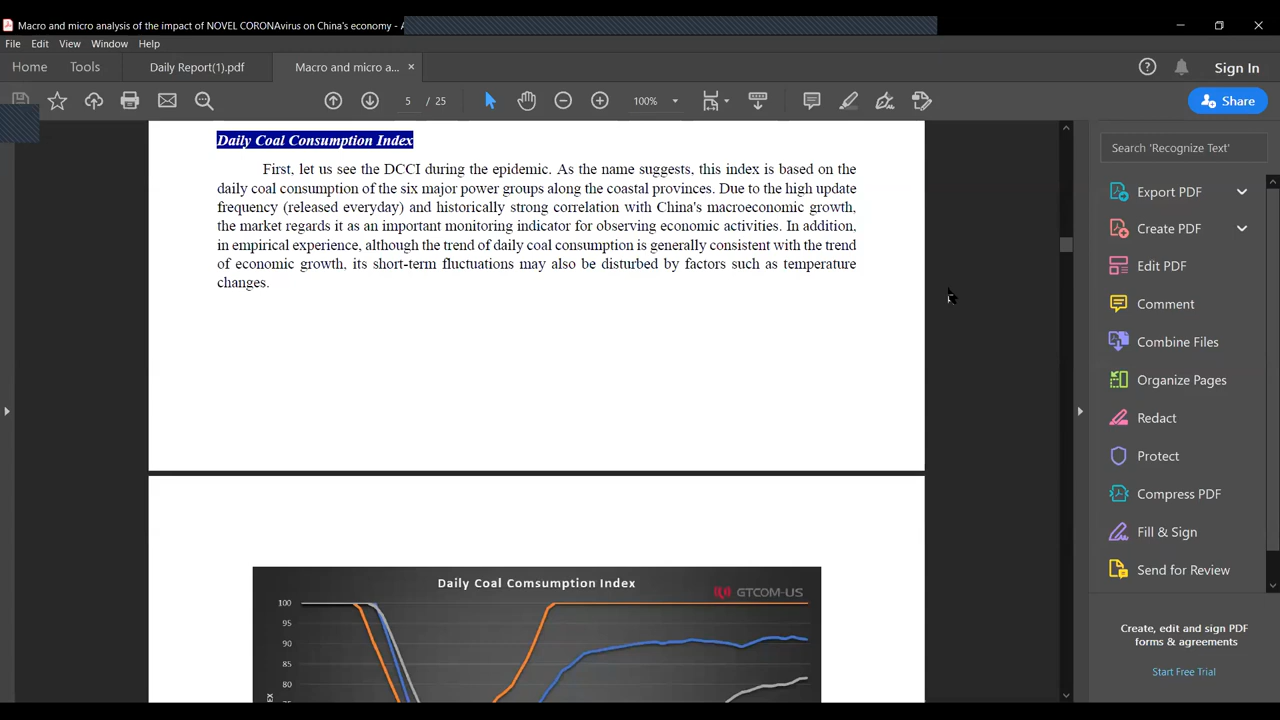 Macro and micro analysis of the impact of NOVEL CORONAvirus on China's economy - A
File Edit View Window Help
Home Tools Daily Report(1).pdf Macro and micro a... × Sign In
5 / 25 100% Share
Daily Coal Consumption Index
First, let us see the DCCI during the epidemic. As the name suggests, this index is based on the
daily coal consumption of the six major power groups along the coastal provinces. Due to the high update
frequency (released everyday) and historically strong correlation with China's macroeconomic growth,
the market regards it as an important monitoring indicator for observing economic activities. In addition,
in empirical experience, although the trend of daily coal consumption is generally consistent with the trend
of economic growth, its short-term fluctuations may also be disturbed by factors such as temperature
changes.
Daily Coal Comsumption Index
GTCOM-US
100
95
90
85
80
Search 'Recognize Text'
Export PDF
Create PDF
Edit PDF
Comment
Combine Files
Organize Pages
Redact
Protect
Compress PDF
Fill & Sign
Send for Review
Create, edit and sign PDF
forms & agreements
Start Free Trial